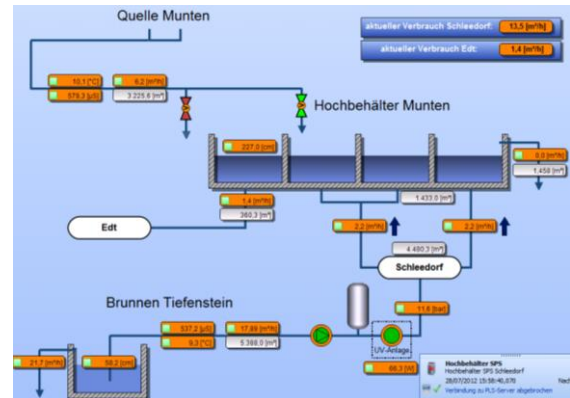 Quelle Munten
aktueller Verbrauch Schleedorf: 13,5 [m³/h]
aktueller Verbrauch Edt: 1,4 [m³/h]
10,1 [°C]
6,2 [m³/h]
579,3 [µS]
3 225,6 [m³]
Hochbehälter Munten
227,0 [cm]
0,0 [m³/h]
1.458 [m³]
1,4 [m³/h]
360,3 [m³]
1.433,0 [m³]
Edt
2,2 [m³/h]
2,2 [m³/h]
4.480,3 [m³]
Schleedorf
Brunnen Tiefenstein
11,6 [bar]
537,2 [µS]
17,89 [m³/h]
9,3 [°C]
5.388,0 [m³]
21,7 [m³/h]
50,2 [cm]
UV-Anlage
68,3 [W]
Hochbehälter SPS
Hochbehälter SPS Schleedorf
28/07/2012 15:58:40,070
Verbindung zu PLS-Server abgebrochen